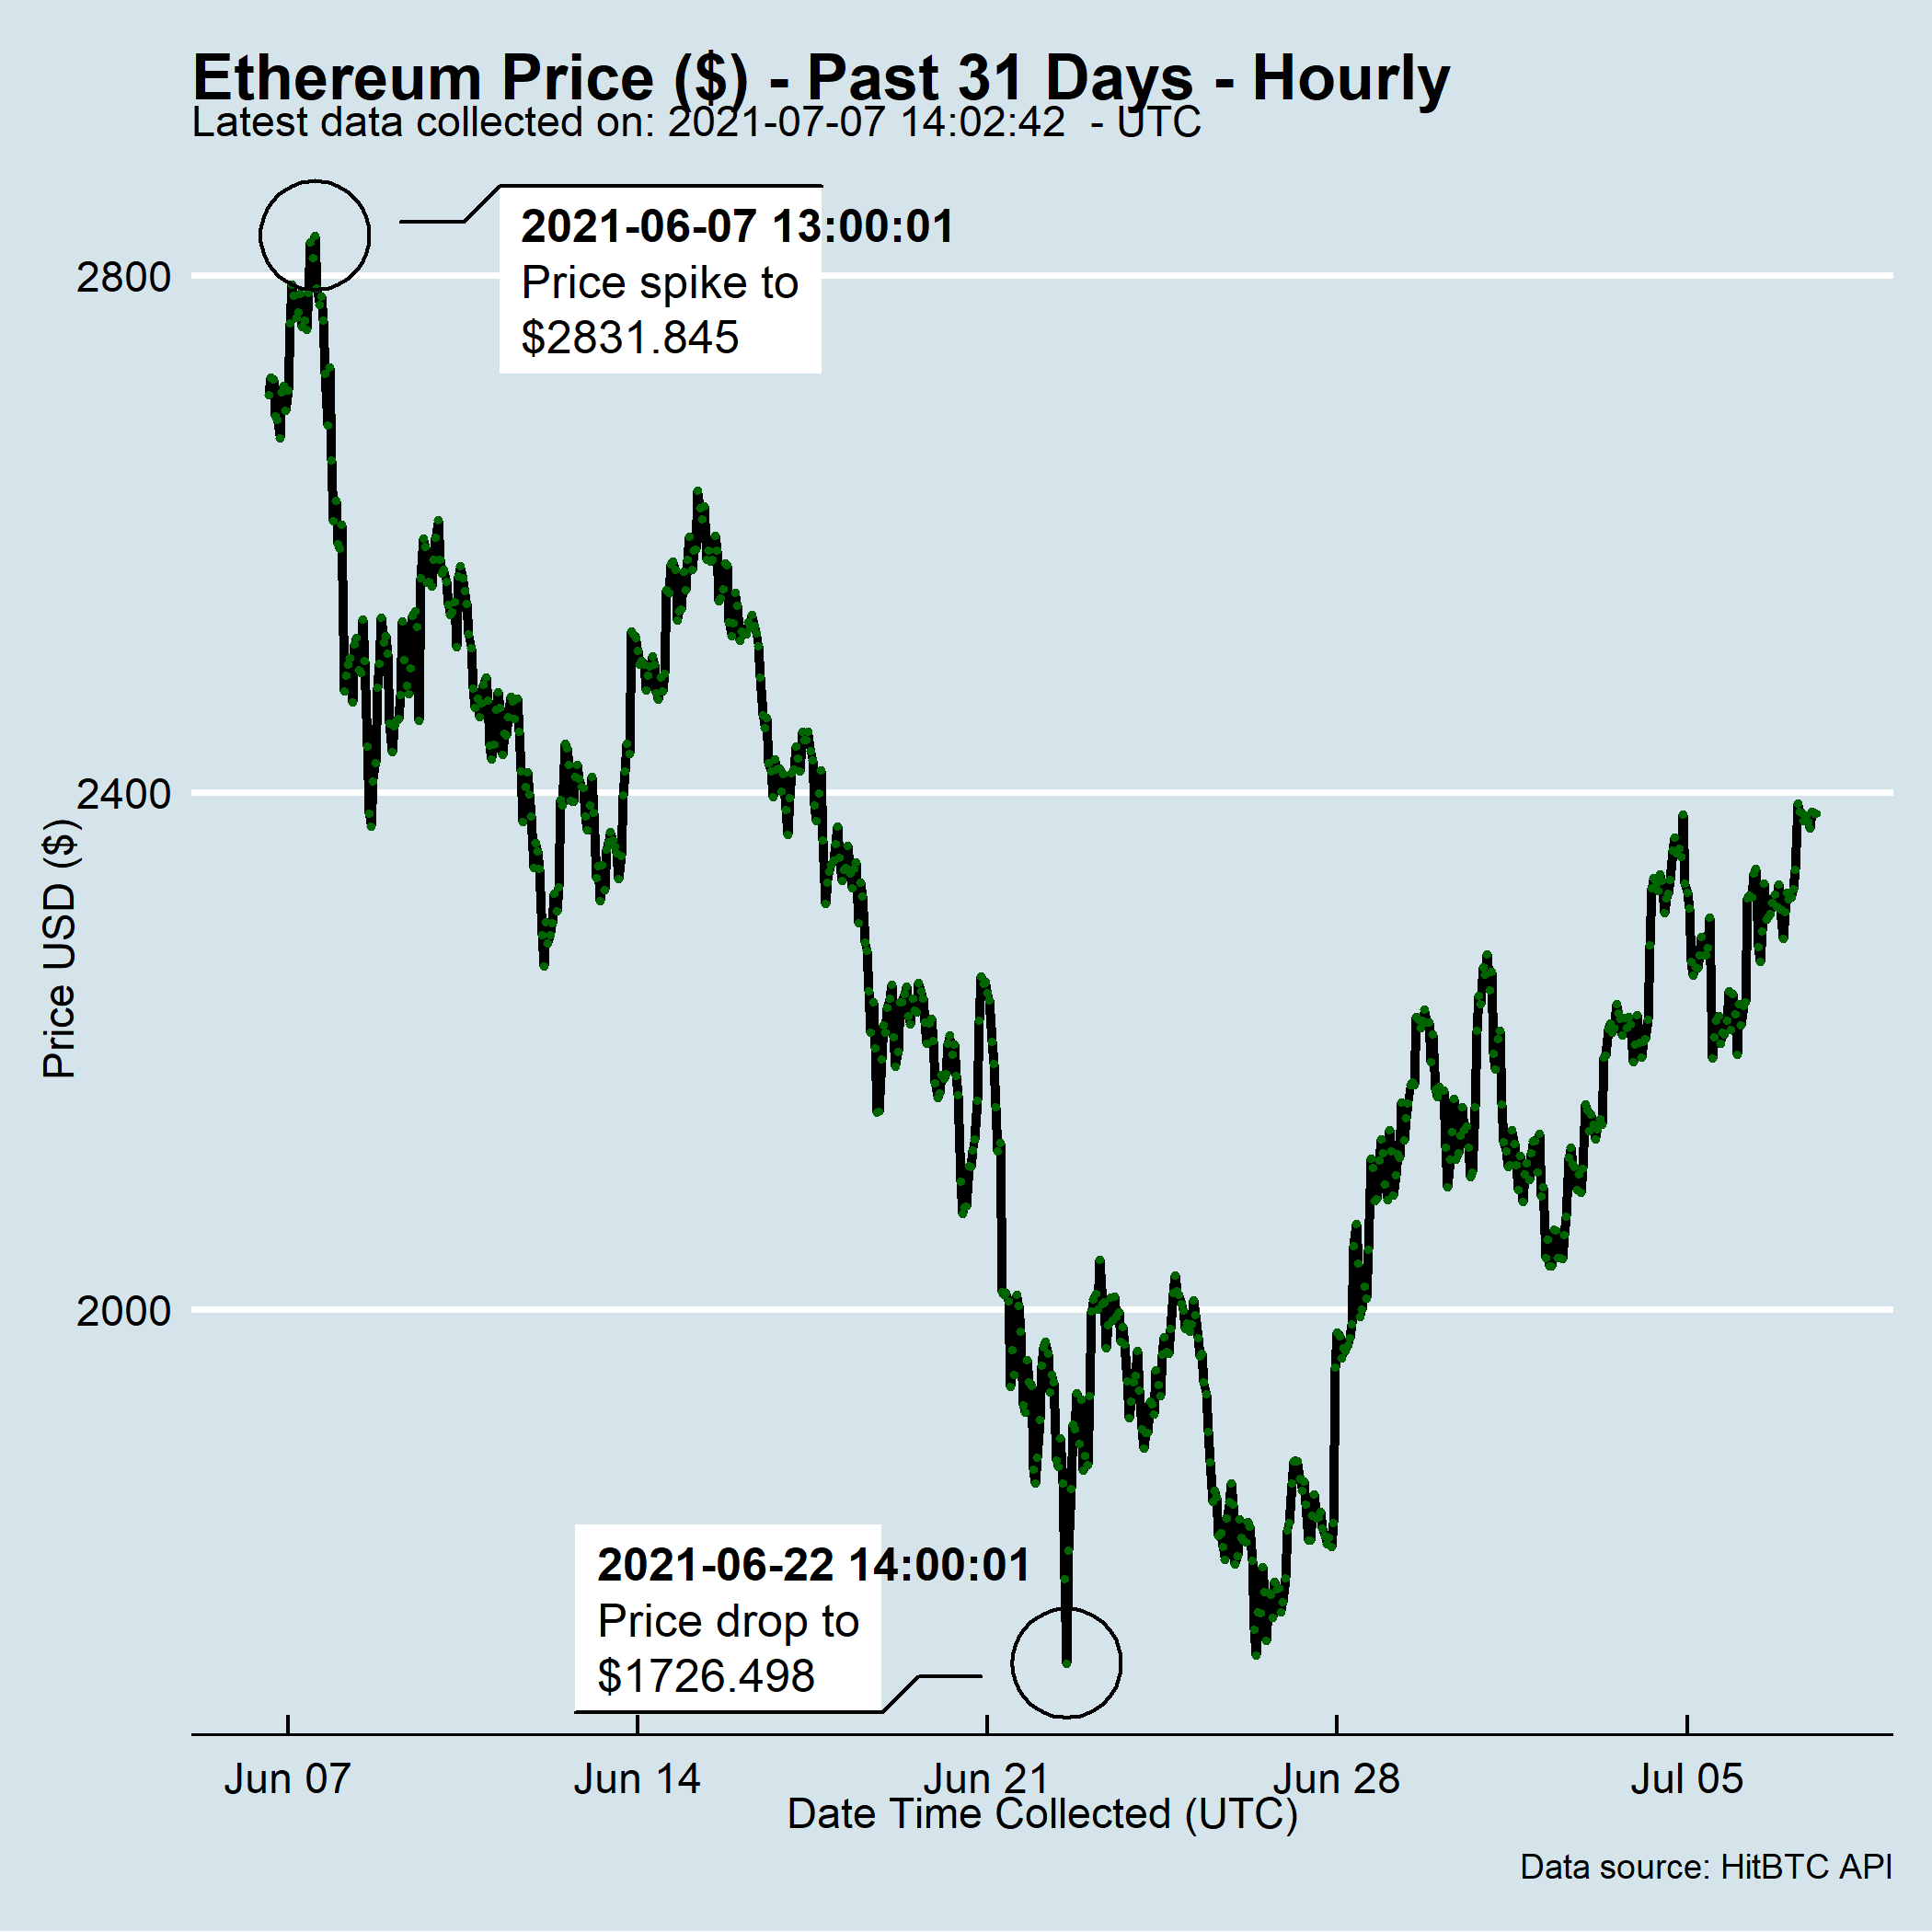 Ethereum Price ($) - Past 31 Days - Hourly
Latest data collected on: 2021-07-07 14:02:42  - UTC
2021-06-07 13:00:01
Price spike to
$2831.845
2800
2400
2000
Price USD ($)
2021-06-22 14:00:01
Price drop to
$1726.498
Jun 07
Jun 14
Jun 21
Jun 28
Jul 05
Date Time Collected (UTC)
Data source: HitBTC API